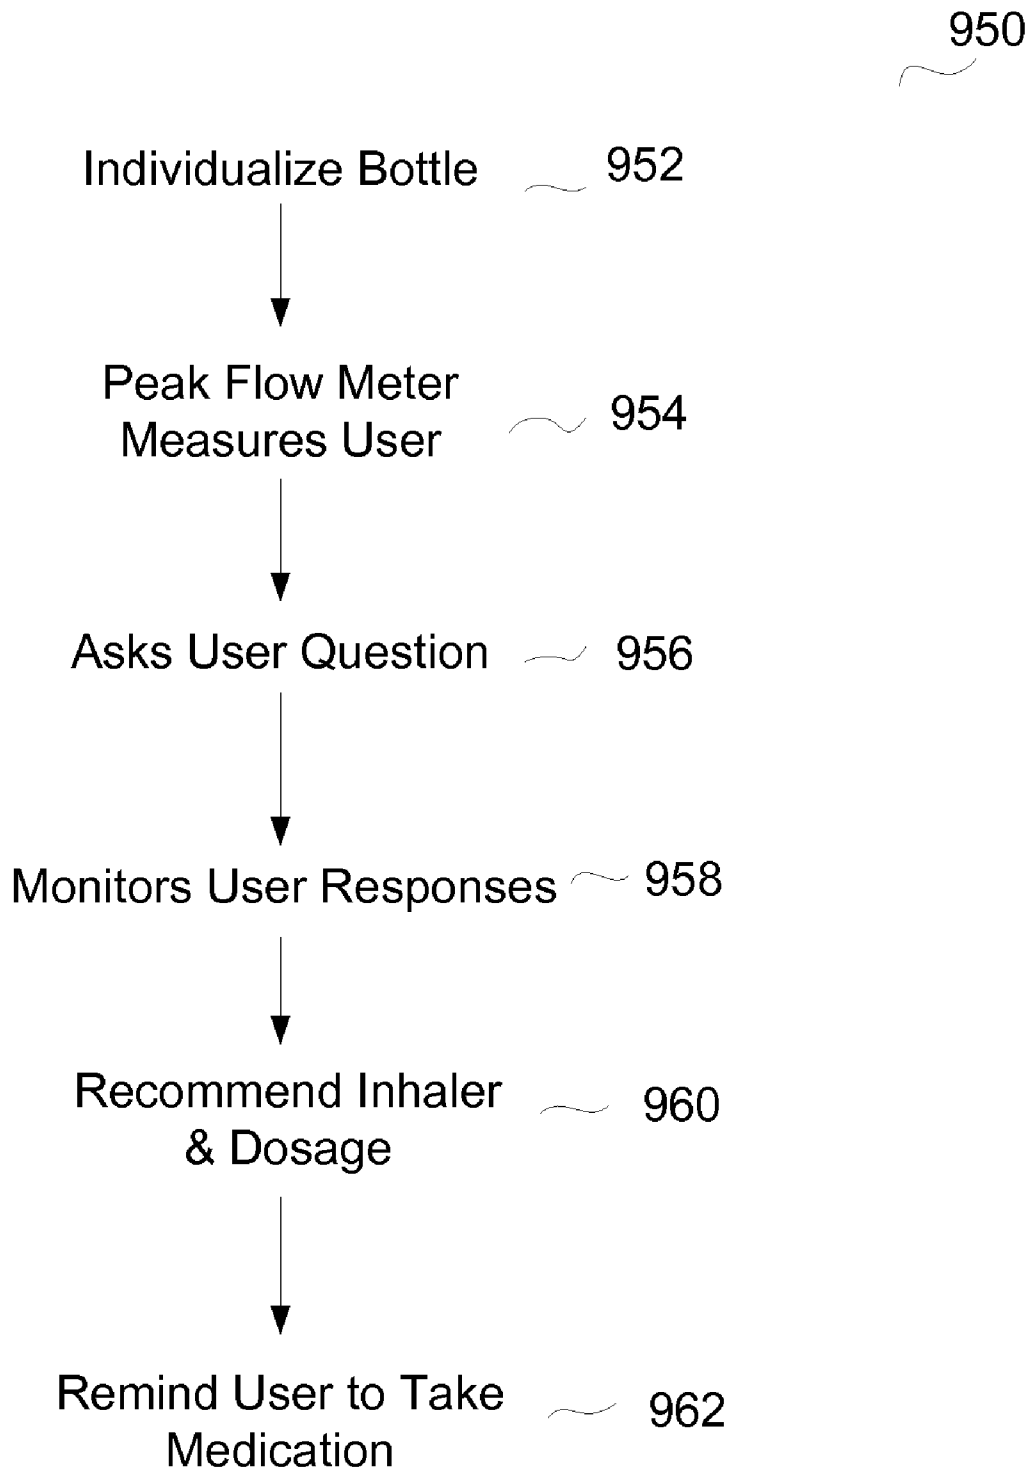 950
Individualize Bottle 952
Peak Flow Meter
Measures User 954
Asks User Question 956
Monitors User Responses 958
Recommend Inhaler
& Dosage 960
Remind User to Take
Medication 962